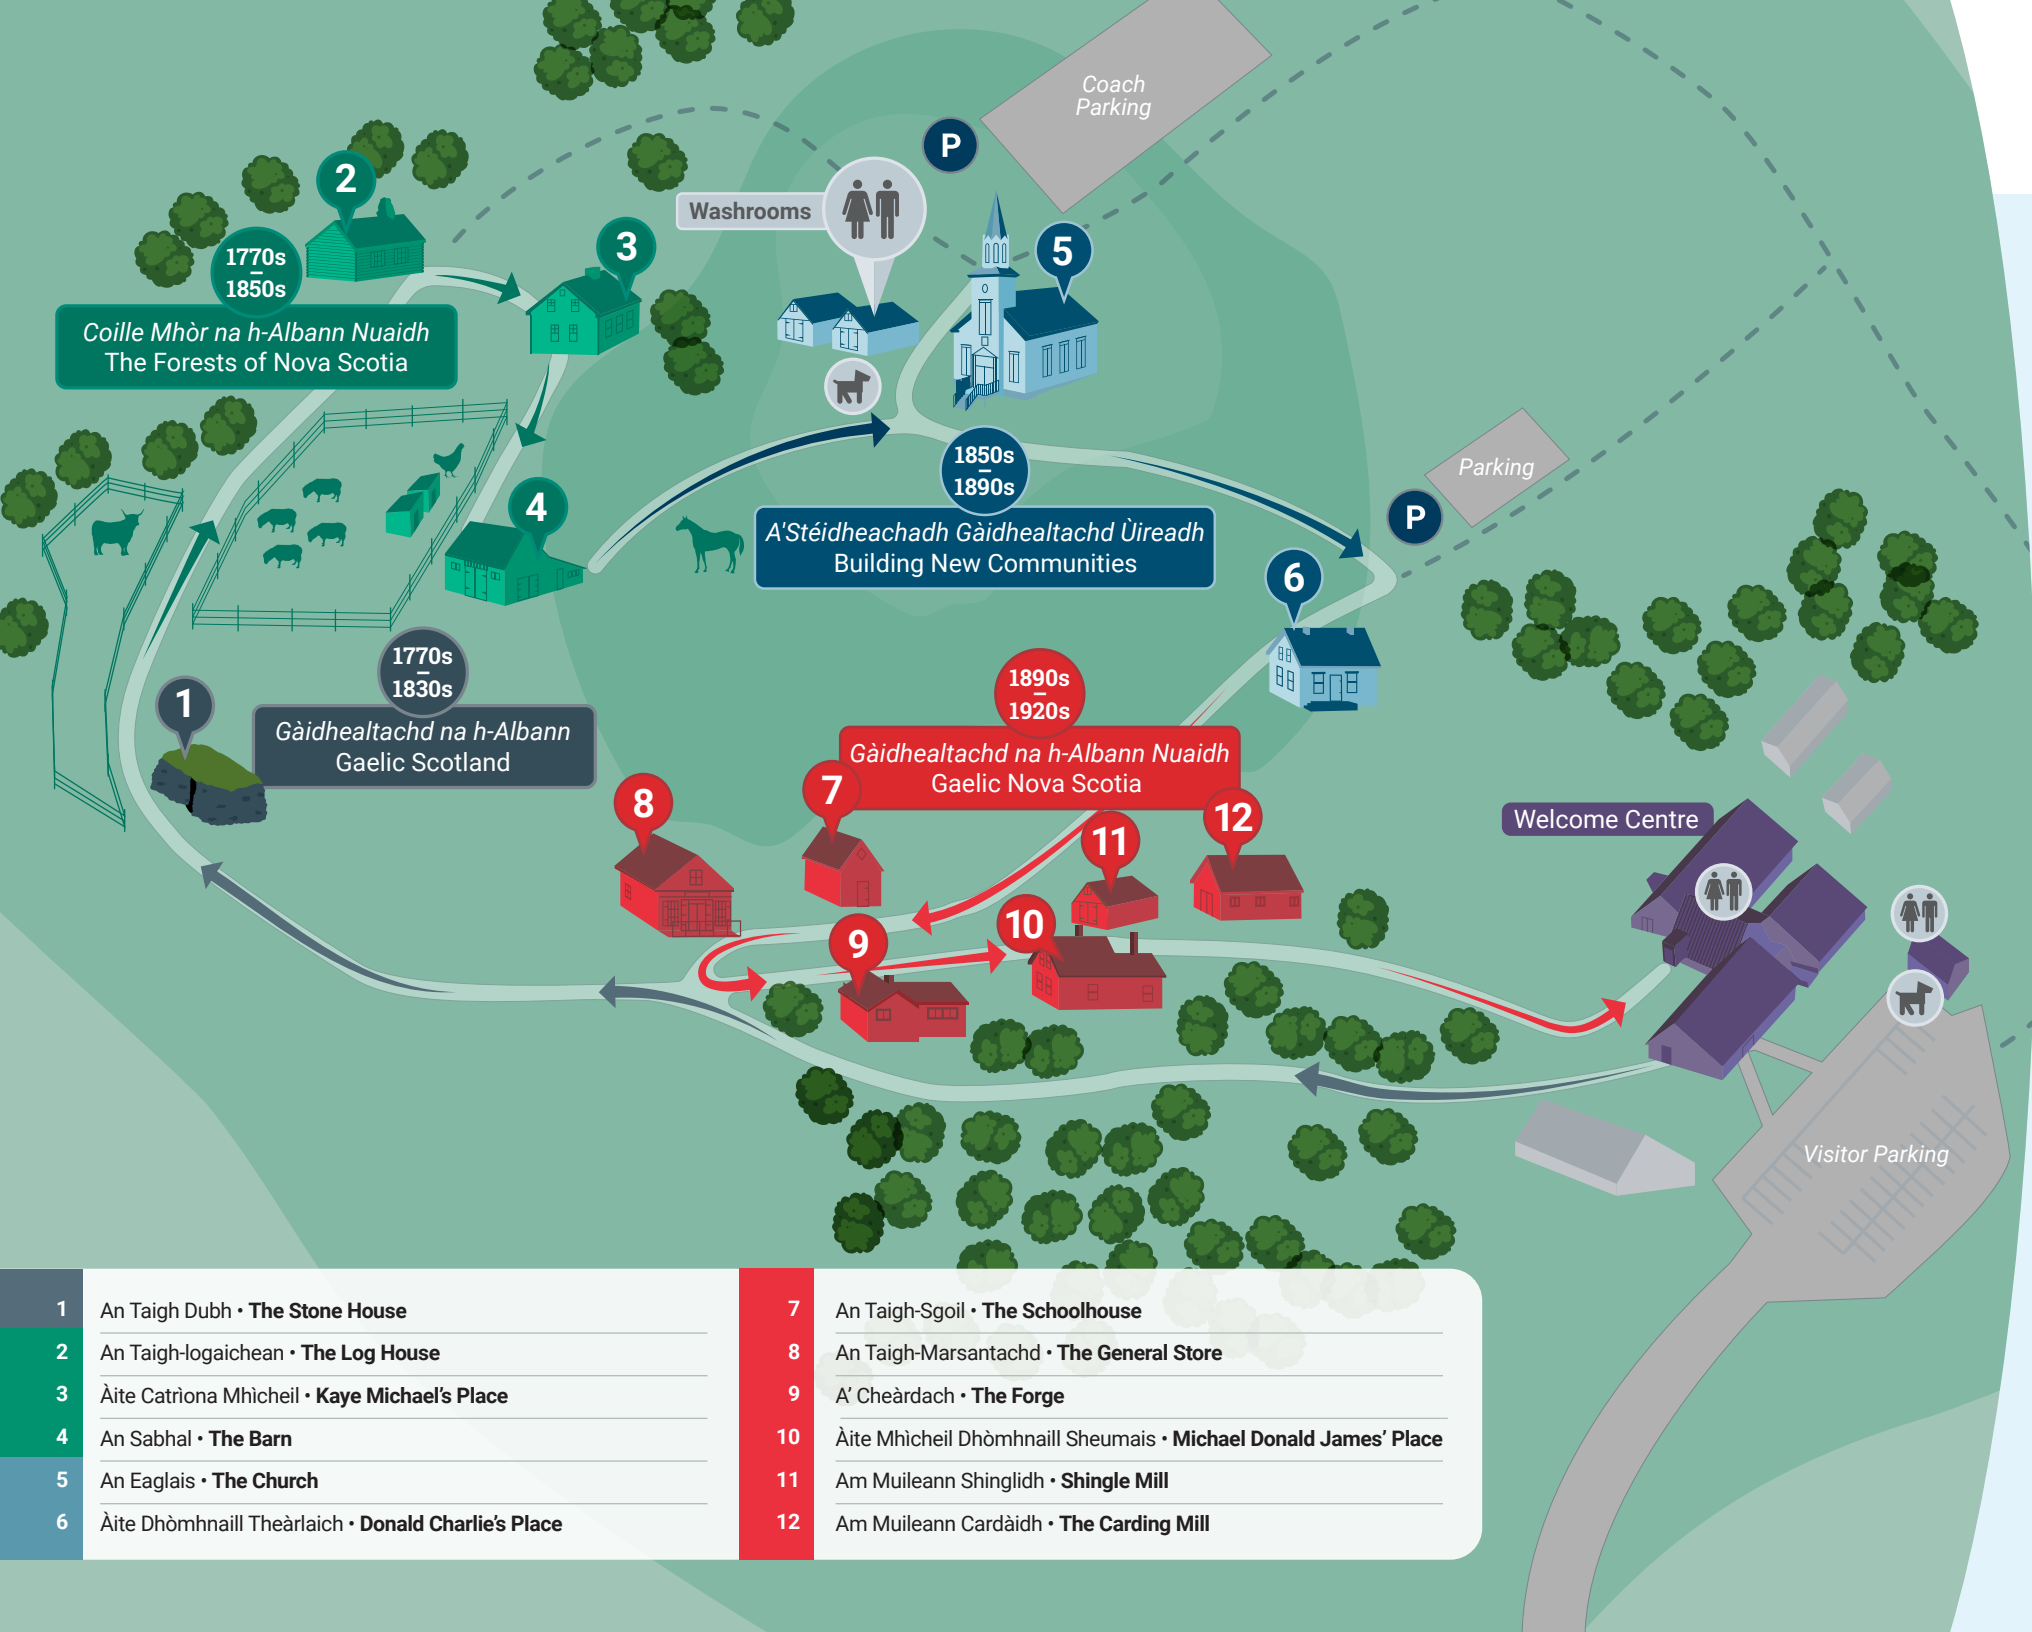 Coach
Parking
P
2
Washrooms
3
5
1770s
–
1850s
Coille Mhòr na h-Albann Nuaidh
The Forests of Nova Scotia
1850s
–
1890s
Parking
P
4
A'Stéidheachadh Gàidhealtachd Ùireadh
Building New Communities
6
1770s
–
1830s
1890s
–
1920s
1
Gàidhealtachd na h-Albann
Gaelic Scotland
Gàidhealtachd na h-Albann Nuaidh
Gaelic Nova Scotia
8
7
11
12
Welcome Centre
9
10
Visitor Parking
1 An Taigh Dubh • The Stone House
2 An Taigh-logaichean • The Log House
3 Àite Catrìona Mhìcheil • Kaye Michael's Place
4 An Sabhal • The Barn
5 An Eaglais • The Church
6 Àite Dhòmhnaill Theàrlaich • Donald Charlie's Place
7 An Taigh-Sgoil • The Schoolhouse
8 An Taigh-Marsantachd • The General Store
9 A' Cheàrdach • The Forge
10 Àite Mhìcheil Dhòmhnaill Sheumais • Michael Donald James' Place
11 Am Muileann Shinglidh • Shingle Mill
12 Am Muileann Cardàidh • The Carding Mill